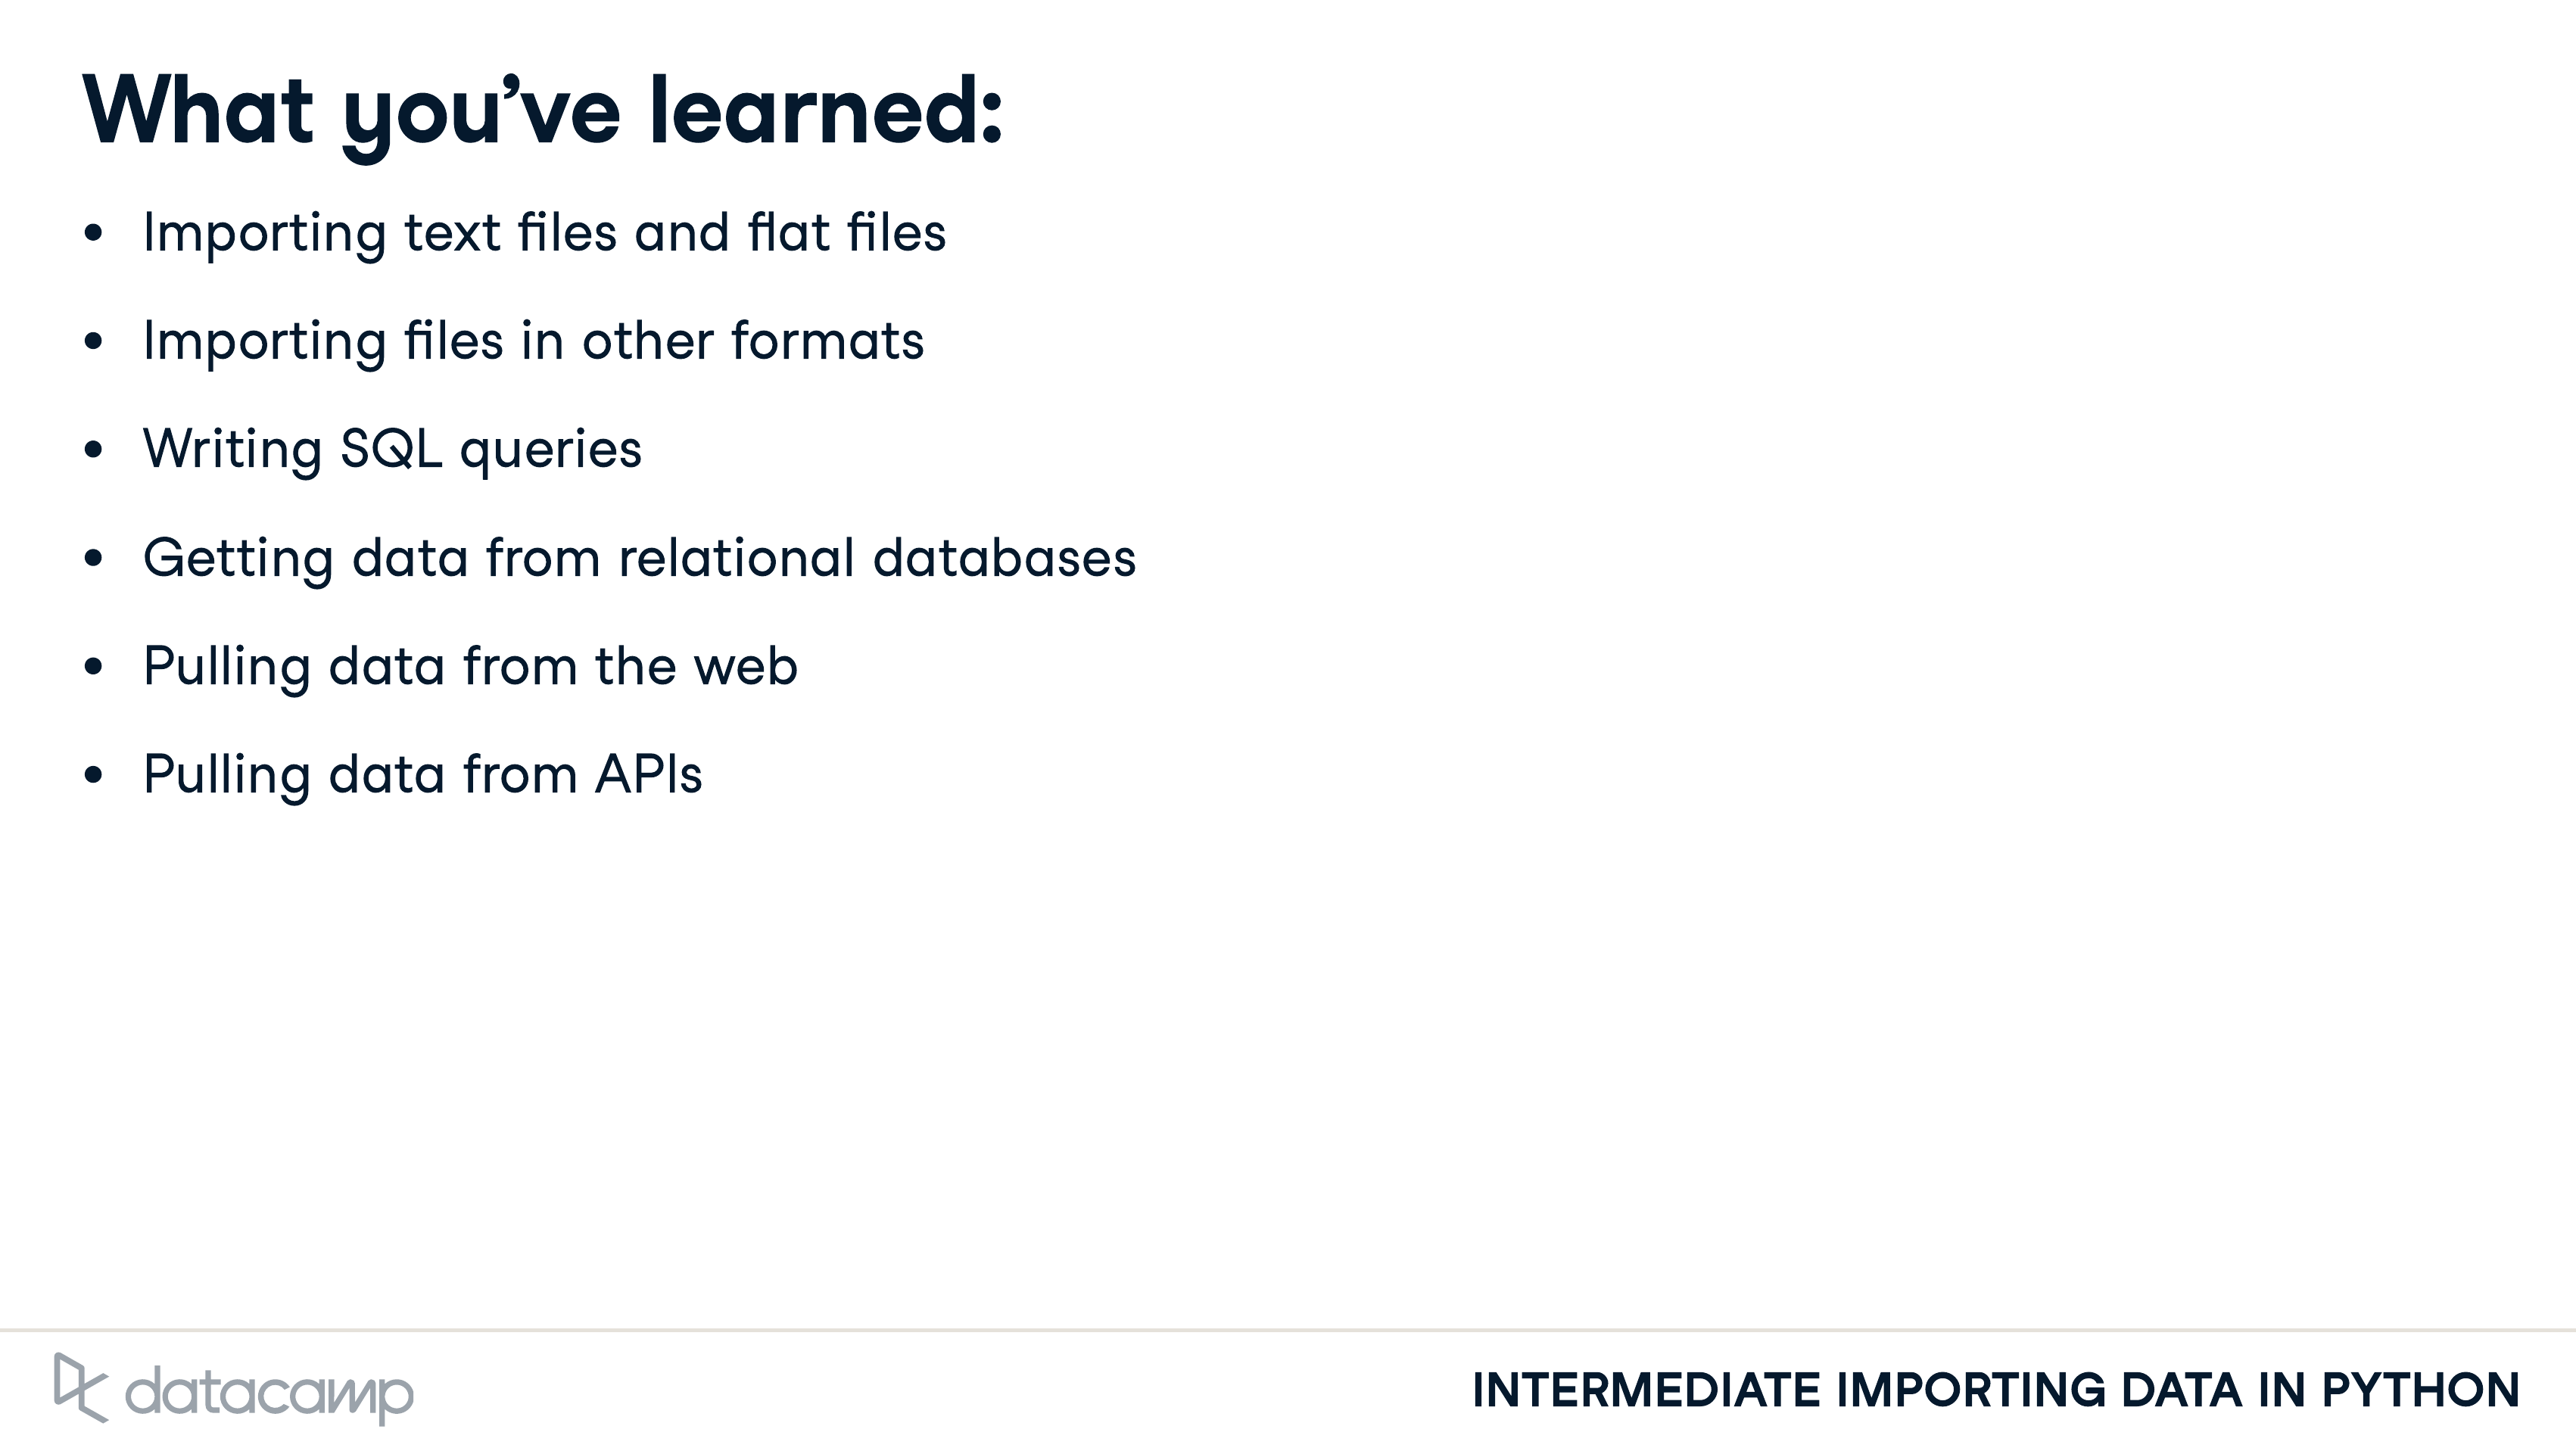 What you’ve learned:
• Importing text files and flat files
• Importing files in other formats
• Writing SQL queries
• Getting data from relational databases
• Pulling data from the web
• Pulling data from APIs
datacamp
INTERMEDIATE IMPORTING DATA IN PYTHON